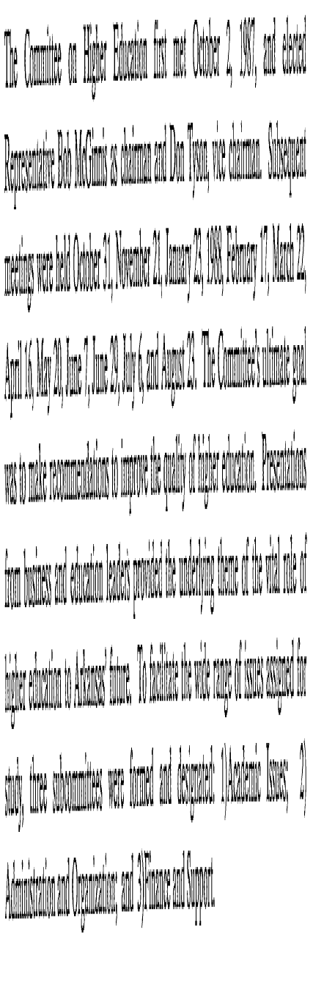 The Committee on Higher Education first met October 2, 1987, and elected
Representative Bob McGinnis as chairman and Don Tyson, vice chairman. Subsequent
meetings were held October 31, November 21, January 23, 1988, February 17, March 22,
April 16, May 20, June 7, June 29, July 6, and August 23. The Committee's ultimate goal
was to make recommendations to improve the quality of higher education. Presentations
from business and education leaders provided the underlying theme of the vital role of
higher education to Arkansas' future. To facilitate the wide range of issues assigned for
study, three subcommittees were formed and designated: 1)Academic Issues; 2)
Administration and Organization; and 3)Finance and Support.